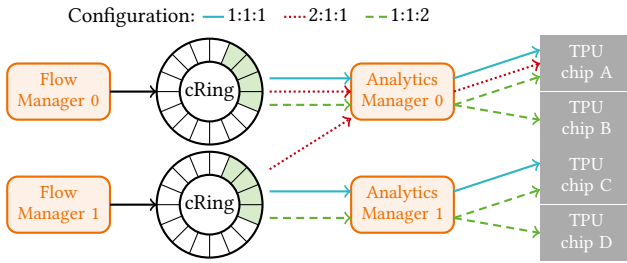 Configuration: 1:1:1 2:1:1 1:1:2
Flow
Manager 0
cRing
Analytics
Manager 0
TPU
chip A
TPU
chip B
Flow
Manager 1
cRing
Analytics
Manager 1
TPU
chip C
TPU
chip D